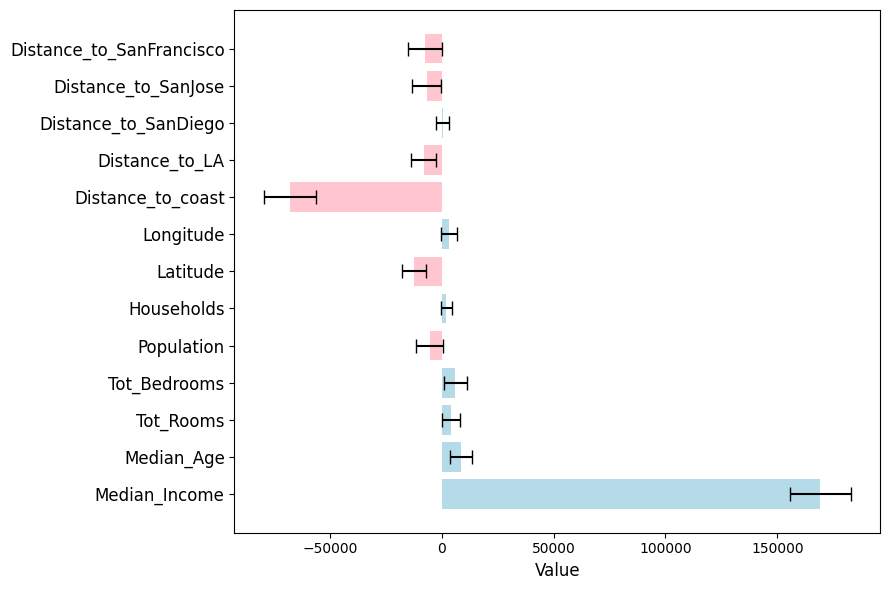 Distance_to_SanFrancisco
Distance_to_SanJose
Distance_to_SanDiego
Distance_to_LA
Distance_to_coast
Longitude
Latitude
Households
Population
Tot_Bedrooms
Tot_Rooms
Median_Age
Median_Income
−50000 0 50000 100000 150000
Value